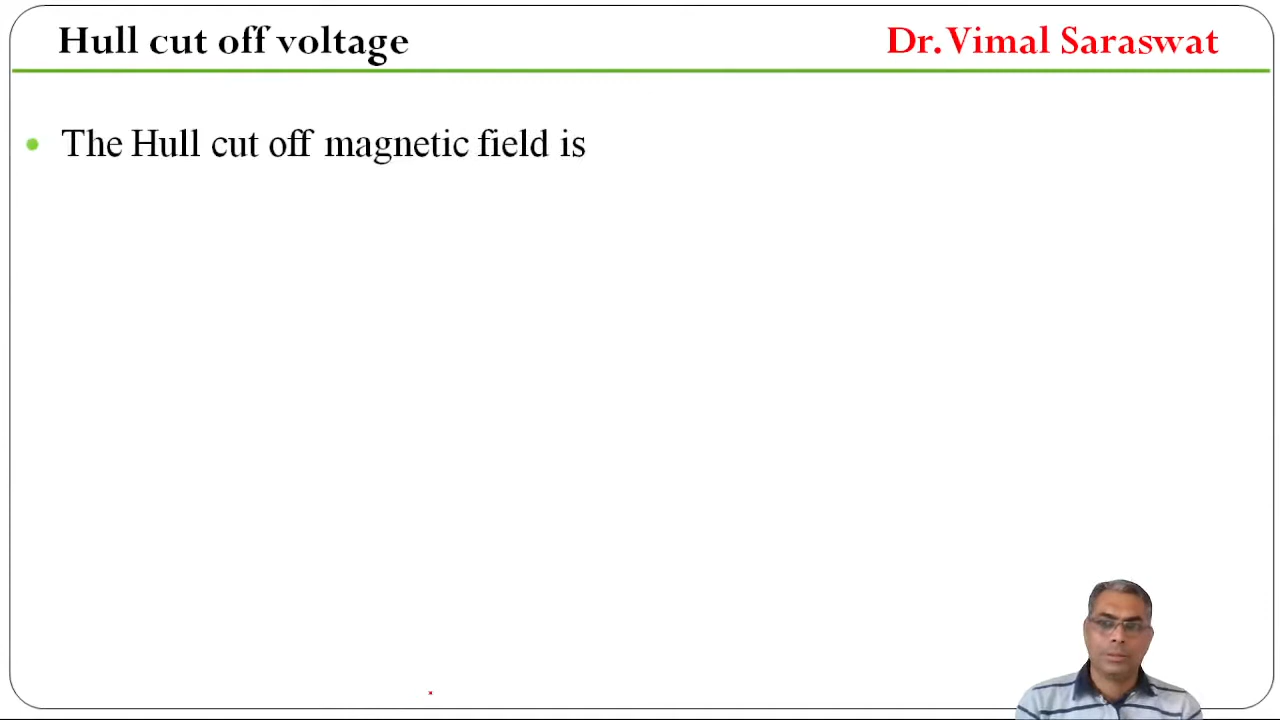 Hull cut off voltage
Dr. Vimal Saraswat
The Hull cut off magnetic field is